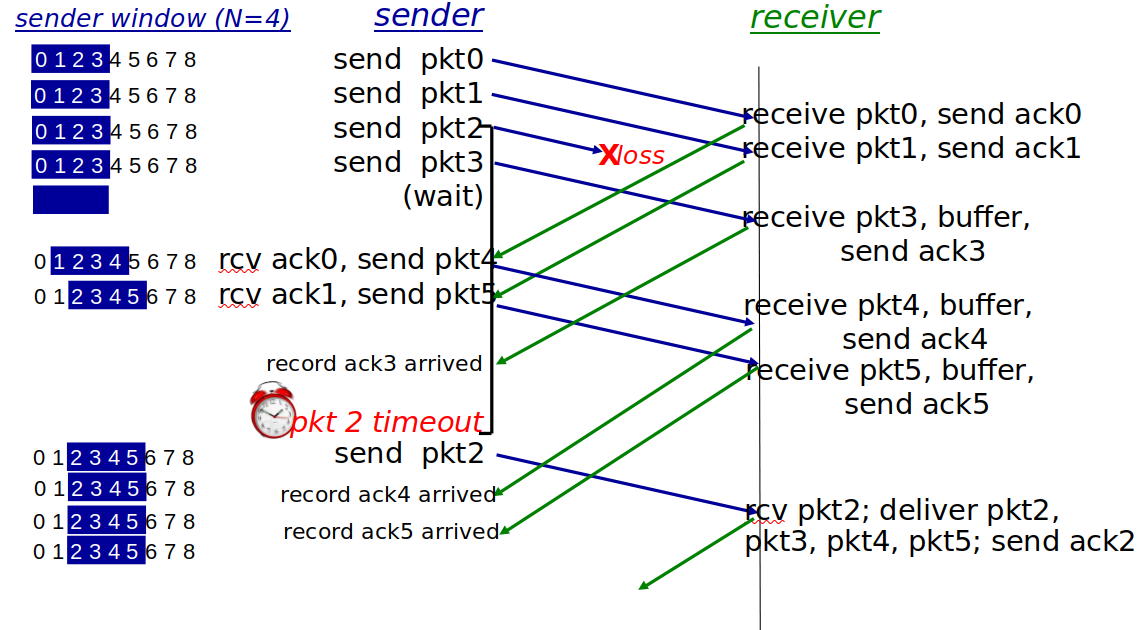 sender window (N=4) sender receiver
0 1 2 3 4 5 6 7 8 send pkt0
0 1 2 3 4 5 6 7 8 send pkt1 receive pkt0, send ack0
0 1 2 3 4 5 6 7 8 send pkt2 receive pkt1, send ack1
X loss
0 1 2 3 4 5 6 7 8 send pkt3
(wait) receive pkt3, buffer,
send ack3
0 1 2 3 4 5 6 7 8 rcv ack0, send pkt4
0 1 2 3 4 5 6 7 8 rcv ack1, send pkt5 receive pkt4, buffer,
send ack4
record ack3 arrived receive pkt5, buffer,
send ack5
pkt 2 timeout
0 1 2 3 4 5 6 7 8 send pkt2
0 1 2 3 4 5 6 7 8 record ack4 arrived rcv pkt2; deliver pkt2,
0 1 2 3 4 5 6 7 8 record ack5 arrived pkt3, pkt4, pkt5; send ack2
0 1 2 3 4 5 6 7 8